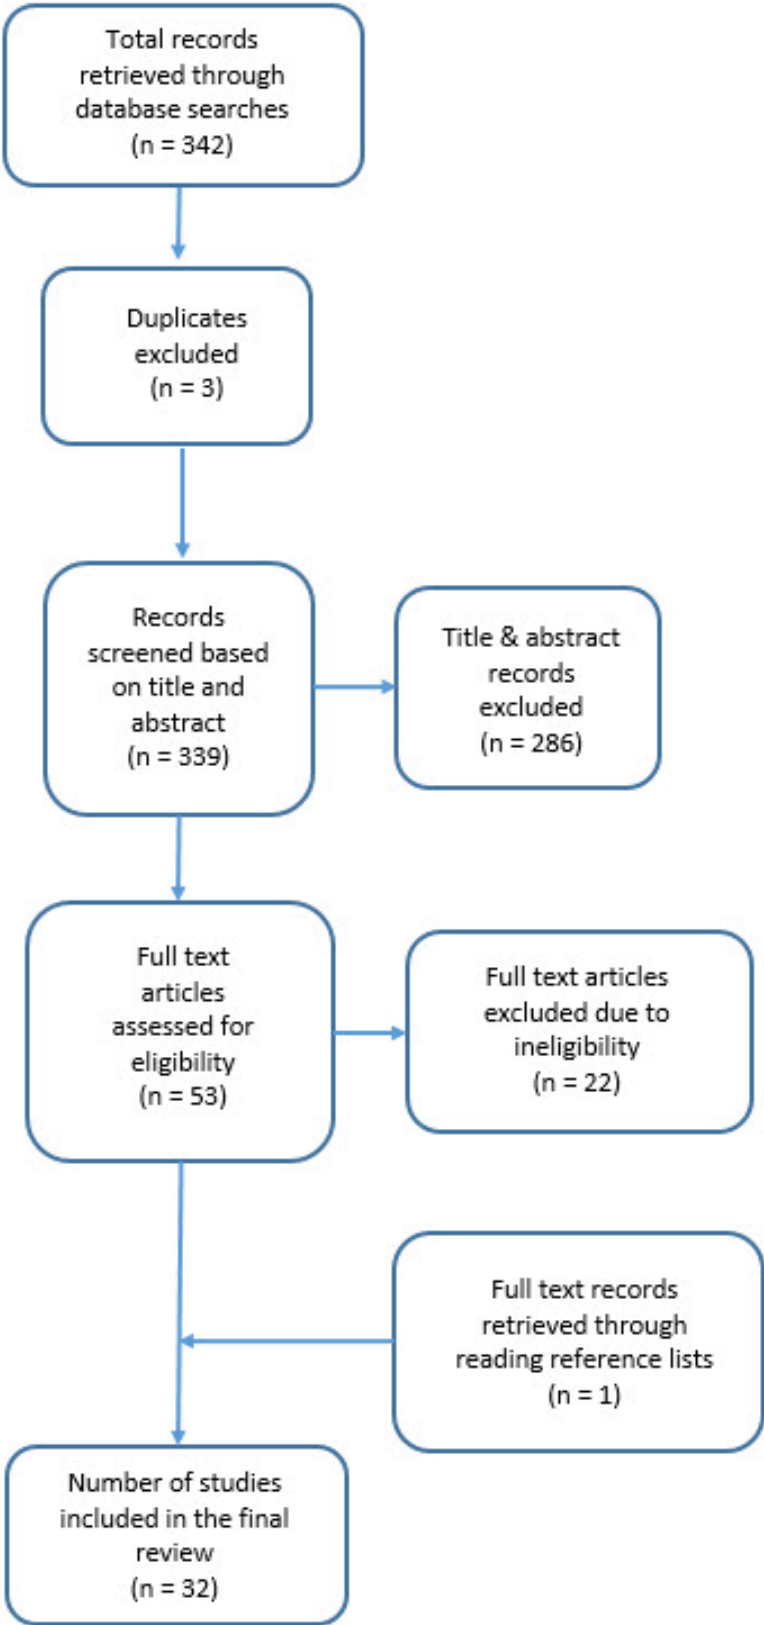 Total records
retrieved through
database searches
(n = 342)
Duplicates
excluded
(n = 3)
Records
screened based
on title and
abstract
(n = 339)
Title & abstract
records
excluded
(n = 286)
Full text
articles
assessed for
eligibility
(n = 53)
Full text articles
excluded due to
ineligibility
(n = 22)
Full text records
retrieved through
reading reference lists
(n = 1)
Number of studies
included in the final
review
(n = 32)